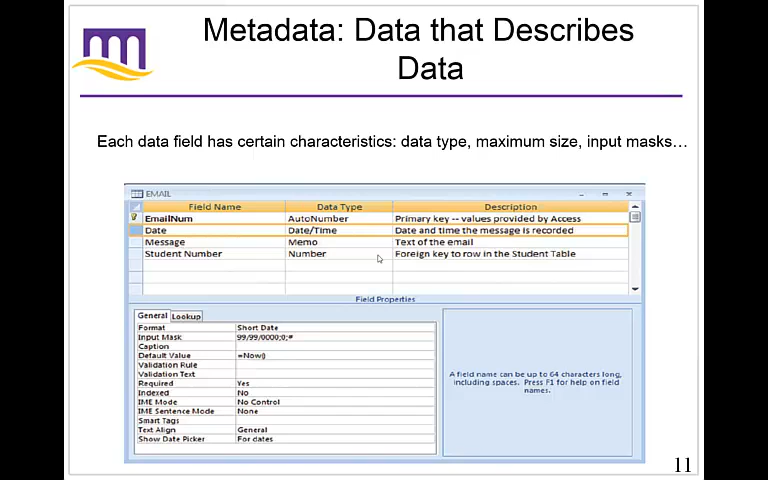 Metadata: Data that Describes
Data
Each data field has certain characteristics: data type, maximum size, input masks…
EMAIL
Field Name Data Type Description
EmailNum AutoNumber Primary key -- values provided by Access
Date Date/Time Date and time the message is recorded
Message Memo Text of the email
Student Number Number Foreign key to row in the Student Table
Field Properties
General Lookup
Format Short Date
Input Mask 99/99/0000;0;#
Caption
Default Value =Now()
Validation Rule
Validation Text
Required Yes
Indexed No
IME Mode No Control
IME Sentence Mode None
Smart Tags
Text Align General
Show Date Picker For dates
A field name can be up to 64 characters long,
including spaces. Press F1 for help on field
names.
11